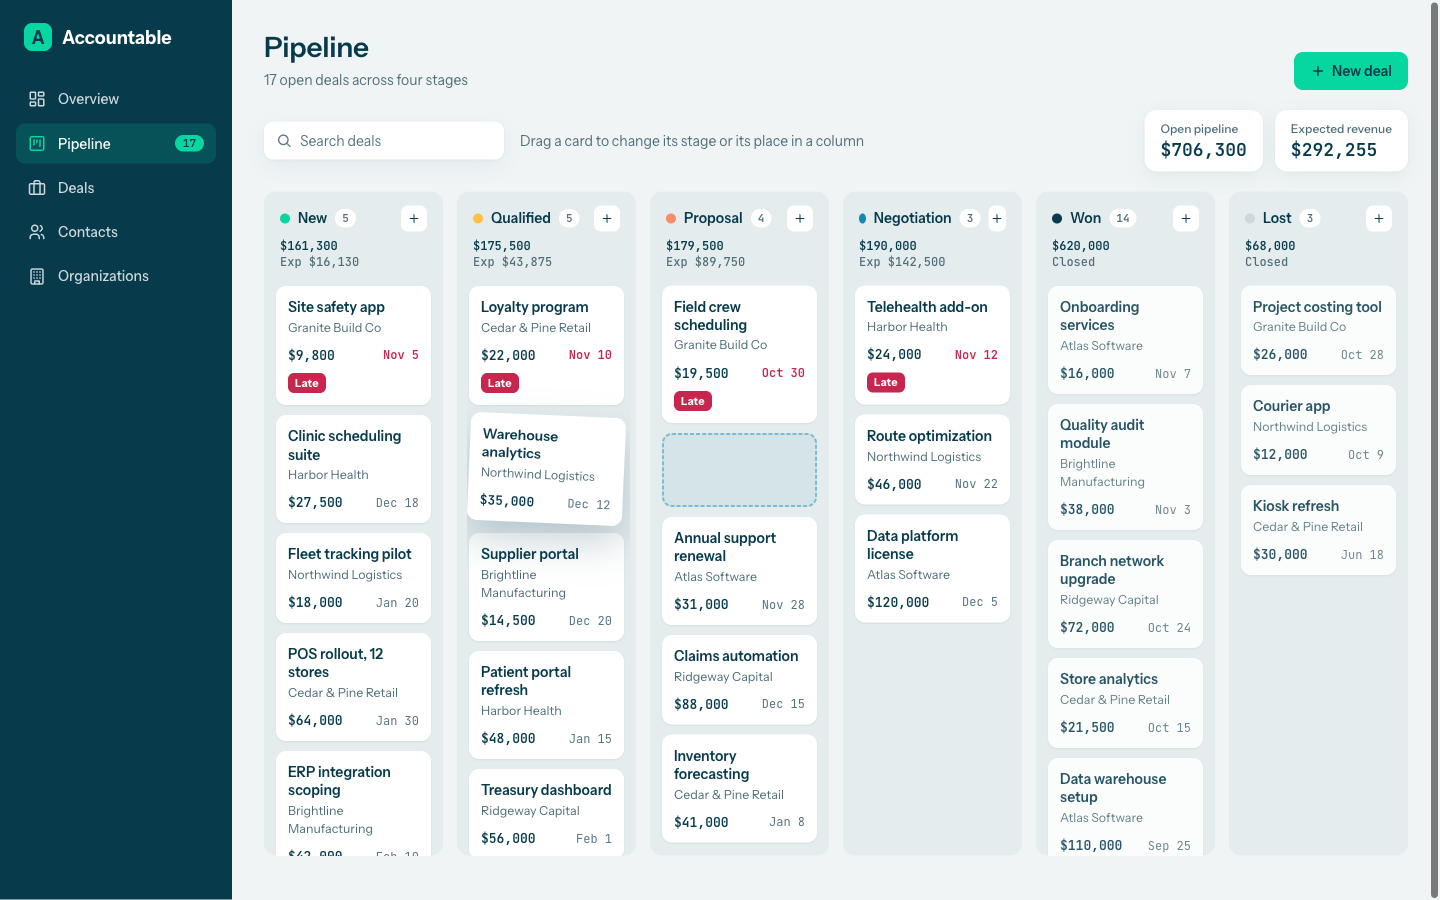 A Accountable
Overview
Pipeline 17
Deals
Contacts
Organizations
Pipeline
17 open deals across four stages
+ New deal
Search deals
Drag a card to change its stage or its place in a column
Open pipeline
$706,300
Expected revenue
$292,255
New 5 +
$161,300
Exp $16,130
Site safety app
Granite Build Co
$9,800 Nov 5
Late
Clinic scheduling
suite
Harbor Health
$27,500 Dec 18
Fleet tracking pilot
Northwind Logistics
$18,000 Jan 20
POS rollout, 12
stores
Cedar & Pine Retail
$64,000 Jan 30
ERP integration
scoping
Brightline
Manufacturing
$42,000 Feb 10
Qualified 5 +
$175,500
Exp $43,875
Loyalty program
Cedar & Pine Retail
$22,000 Nov 10
Late
Warehouse
analytics
Northwind Logistics
$35,000 Dec 12
Supplier portal
Brightline
Manufacturing
$14,500 Dec 20
Patient portal
refresh
Harbor Health
$48,000 Jan 15
Treasury dashboard
Ridgeway Capital
$56,000 Feb 1
Proposal 4 +
$179,500
Exp $89,750
Field crew
scheduling
Granite Build Co
$19,500 Oct 30
Late
Annual support
renewal
Atlas Software
$31,000 Nov 28
Claims automation
Ridgeway Capital
$88,000 Dec 15
Inventory
forecasting
Cedar & Pine Retail
$41,000 Jan 8
Negotiation 3 +
$190,000
Exp $142,500
Telehealth add-on
Harbor Health
$24,000 Nov 12
Late
Route optimization
Northwind Logistics
$46,000 Nov 22
Data platform
license
Atlas Software
$120,000 Dec 5
Won 14 +
$620,000
Closed
Onboarding
services
Atlas Software
$16,000 Nov 7
Quality audit
module
Brightline
Manufacturing
$38,000 Nov 3
Branch network
upgrade
Ridgeway Capital
$72,000 Oct 24
Store analytics
Cedar & Pine Retail
$21,500 Oct 15
Data warehouse
setup
Atlas Software
$110,000 Sep 25
Lost 3 +
$68,000
Closed
Project costing tool
Granite Build Co
$26,000 Oct 28
Courier app
Northwind Logistics
$12,000 Oct 9
Kiosk refresh
Cedar & Pine Retail
$30,000 Jun 18